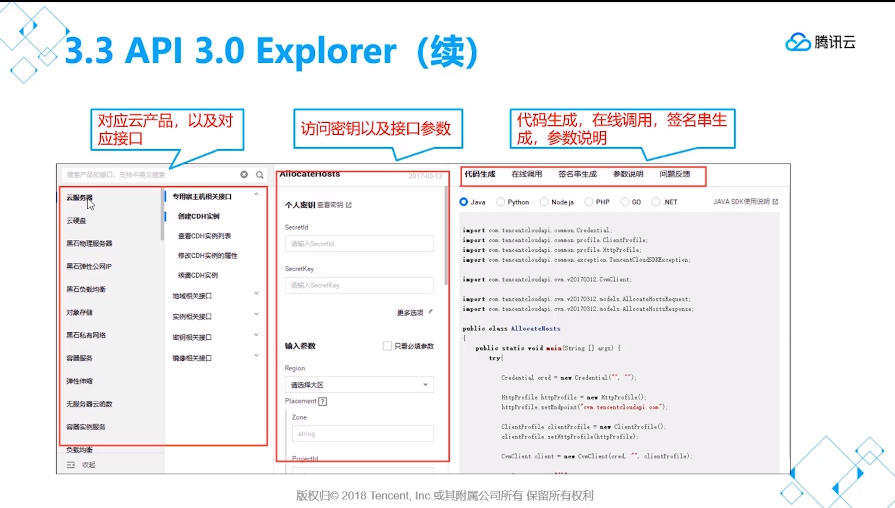 3.3 API 3.0 Explorer（续）
腾讯云
对应云产品，以及对
应接口
访问密钥以及接口参数
代码生成，在线调用，签名串生
成，参数说明
搜索产品和接口，支持中英文搜索
云服务器
云硬盘
黑石物理服务器
黑石弹性公网IP
黑石负载均衡
对象存储
黑石私有网络
容器服务
弹性伸缩
无服务器云函数
容器实例服务
负载均衡
收起
专用宿主机相关接口
创建CDH实例
查看CDH实例列表
修改CDH实例的属性
续费CDH实例
地域相关接口
实例相关接口
密钥相关接口
镜像相关接口
AllocateHosts
2017-03-12
个人密钥 查看密钥
SecretId
请输入SecretId
SecretKey
请输入SecretKey
更多选项
输入参数
只看必填参数
Region
请选择大区
Placement ?
Zone
string
ProjectId
代码生成 在线调用 签名串生成 参数说明 问题反馈
Java Python Node.js PHP GO .NET JAVA SDK使用说明
import com.tencentcloudapi.common.Credential;
import com.tencentcloudapi.common.profile.ClientProfile;
import com.tencentcloudapi.common.profile.HttpProfile;
import com.tencentcloudapi.common.exception.TencentCloudSDKException;
import com.tencentcloudapi.cvm.v20170312.CvmClient;
import com.tencentcloudapi.cvm.v20170312.models.AllocateHostsRequest;
import com.tencentcloudapi.cvm.v20170312.models.AllocateHostsResponse;
public class AllocateHosts
{
public static void main(String [] args) {
try{
Credential cred = new Credential("", "");
HttpProfile httpProfile = new HttpProfile();
httpProfile.setEndpoint("cvm.tencentcloudapi.com");
ClientProfile clientProfile = new ClientProfile();
clientProfile.setHttpProfile(httpProfile);
CvmClient client = new CvmClient(cred, "", clientProfile);
版权归© 2018 Tencent, Inc.或其附属公司所有 保留所有权利